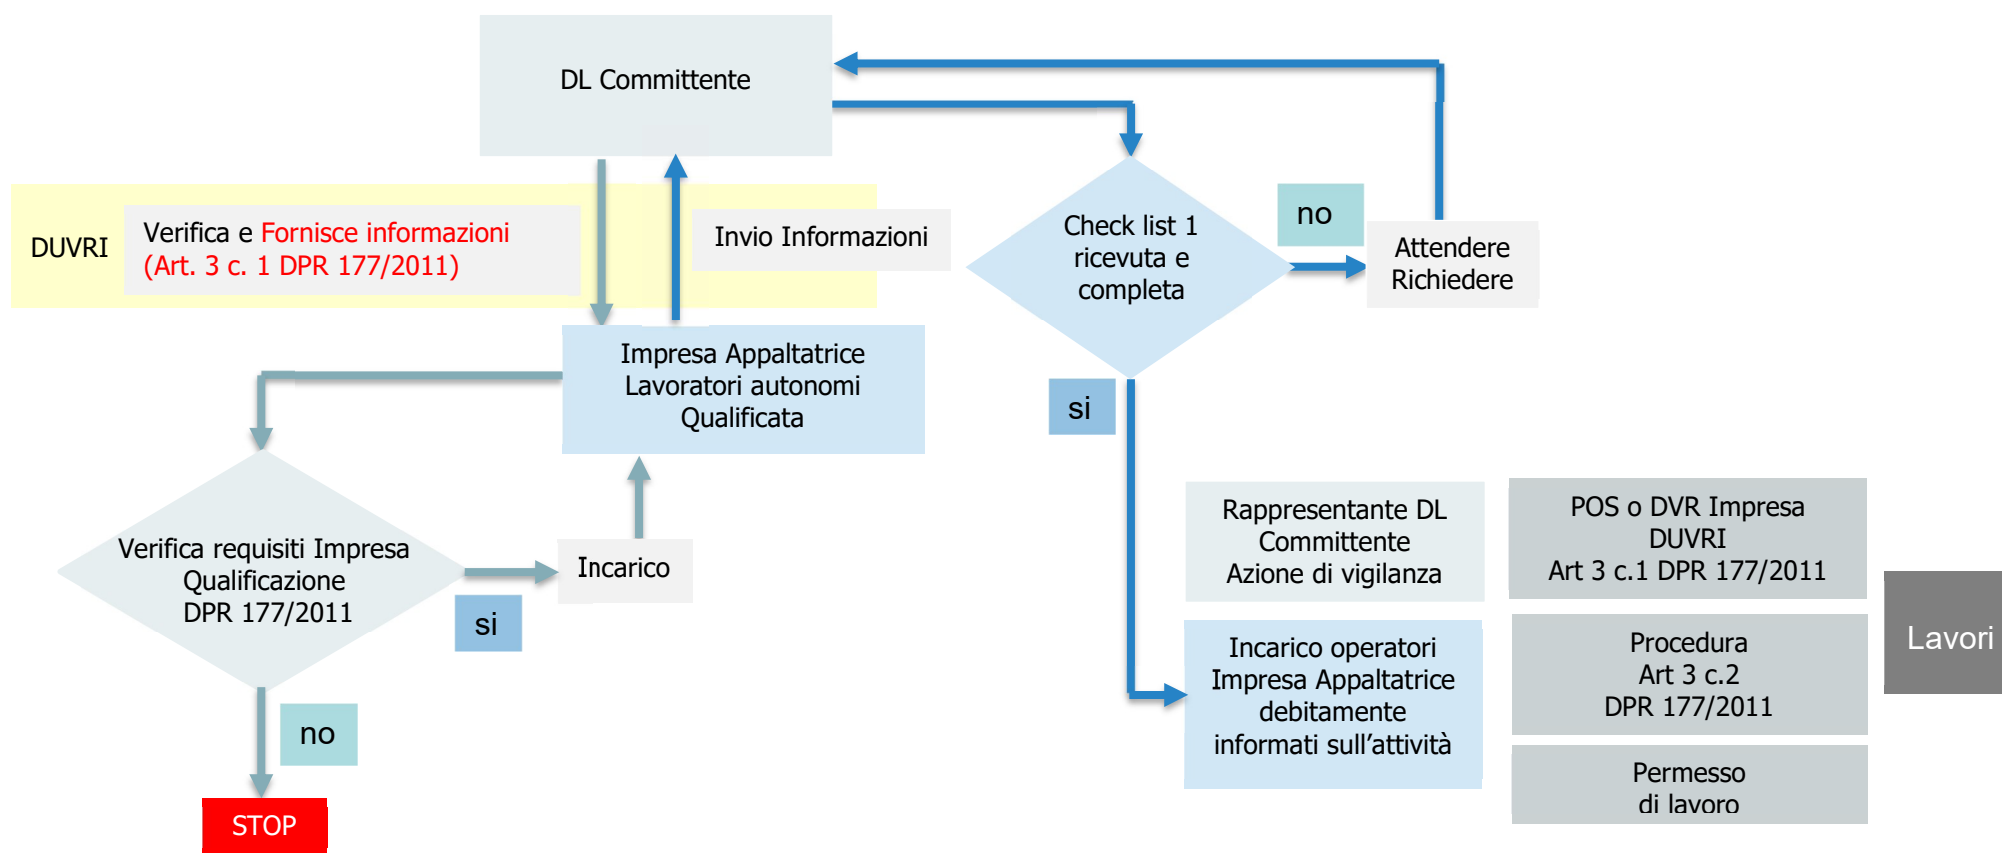 DL Committente
DUVRI
Verifica e Fornisce informazioni
(Art. 3 c. 1 DPR 177/2011)
Invio Informazioni
Check list 1
ricevuta e
completa
no
Attendere
Richiedere
Impresa Appaltatrice
Lavoratori autonomi
Qualificata
si
Verifica requisiti Impresa
Qualificazione
DPR 177/2011
si
Incarico
no
STOP
Rappresentante DL
Committente
Azione di vigilanza
POS o DVR Impresa
DUVRI
Art 3 c.1 DPR 177/2011
Incarico operatori
Impresa Appaltatrice
debitamente
informati sull’attività
Procedura
Art 3 c.2
DPR 177/2011
Permesso
di lavoro
Lavori